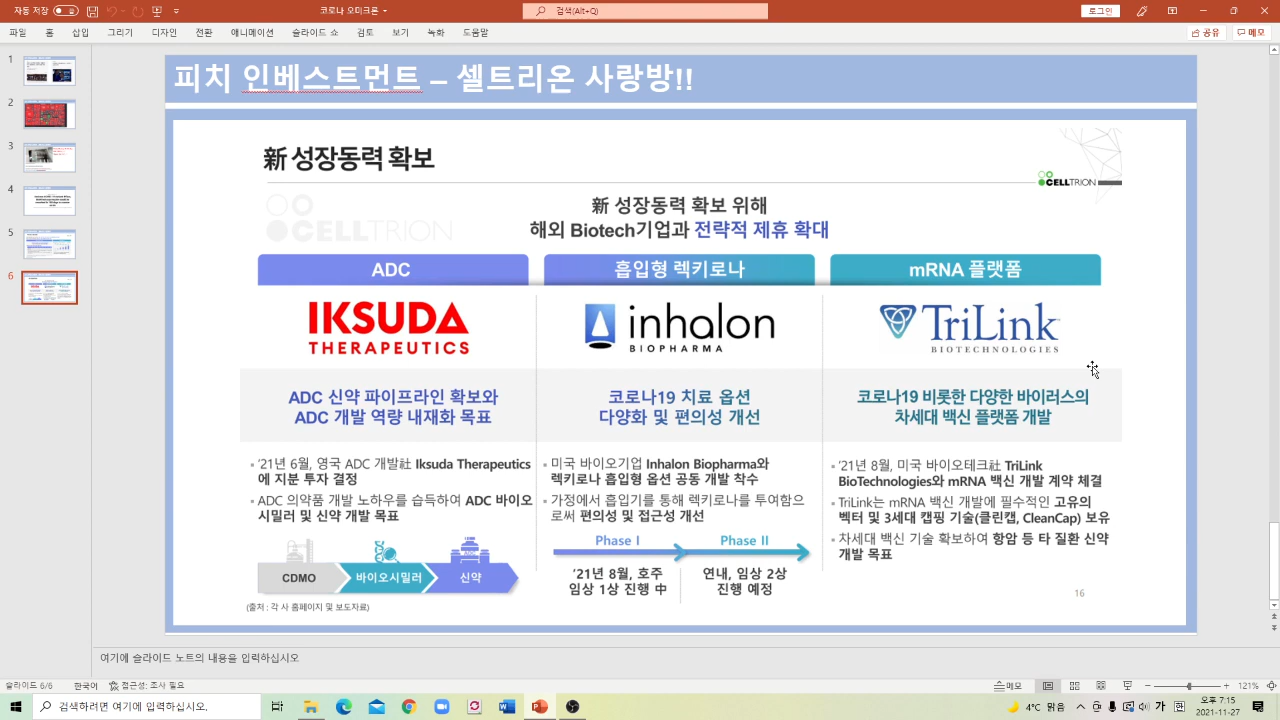 자동 저장
코로나 오미크론
검색(Alt+Q)
로그인
파일 홈 삽입 그리기 디자인 전환 애니메이션 슬라이드 쇼 검토 보기 녹화 도움말
공유 메모
1
2
3
4
6
피치 인베스트먼트 – 셀트리온 사랑방!!
新 성장동력 확보
CELLTRION
CELLTRION
新 성장동력 확보 위해
해외 Biotech기업과 전략적 제휴 확대
ADC
흡입형 렉키로나
mRNA 플랫폼
IKSUDA
THERAPEUTICS
inhalon
BIOPHARMA
TriLink
BIOTECHNOLOGIES
ADC 신약 파이프라인 확보와
ADC 개발 역량 내재화 목표
코로나19 치료 옵션
다양화 및 편의성 개선
코로나19 비롯한 다양한 바이러스의
차세대 백신 플랫폼 개발
▪ ‘21년 6월, 영국 ADC 개발社 Iksuda Therapeutics
에 지분 투자 결정
▪ ADC 의약품 개발 노하우를 습득하여 ADC 바이오
시밀러 및 신약 개발 목표
CDMO
바이오시밀러
신약
(출처 : 각 사 홈페이지 및 보도자료)
▪ 미국 바이오기업 Inhalon Biopharma와
렉키로나 흡입형 옵션 공동 개발 착수
▪ 가정에서 흡입기를 통해 렉키로나를 투여함으
로써 편의성 및 접근성 개선
Phase I
Phase II
‘21년 8월, 호주
임상 1상 진행 中
연내, 임상 2상
진행 예정
▪ ‘21년 8월, 미국 바이오테크社 TriLink
BioTechnologies와 mRNA 백신 개발 계약 체결
▪ TriLink는 mRNA 백신 개발에 필수적인 고유의
벡터 및 3세대 캡핑 기술(클린캡, CleanCap) 보유
▪ 차세대 백신 기술 확보하여 항암 등 타 질환 신약
개발 목표
16
여기에 슬라이드 노트의 내용을 입력하십시오
슬라이드 6/6 한국어 접근성: 조사 필요
메모
121%
검색하려면 여기에 입력하십시오.
4°C 맑음
오전 7:17
2021-11-27